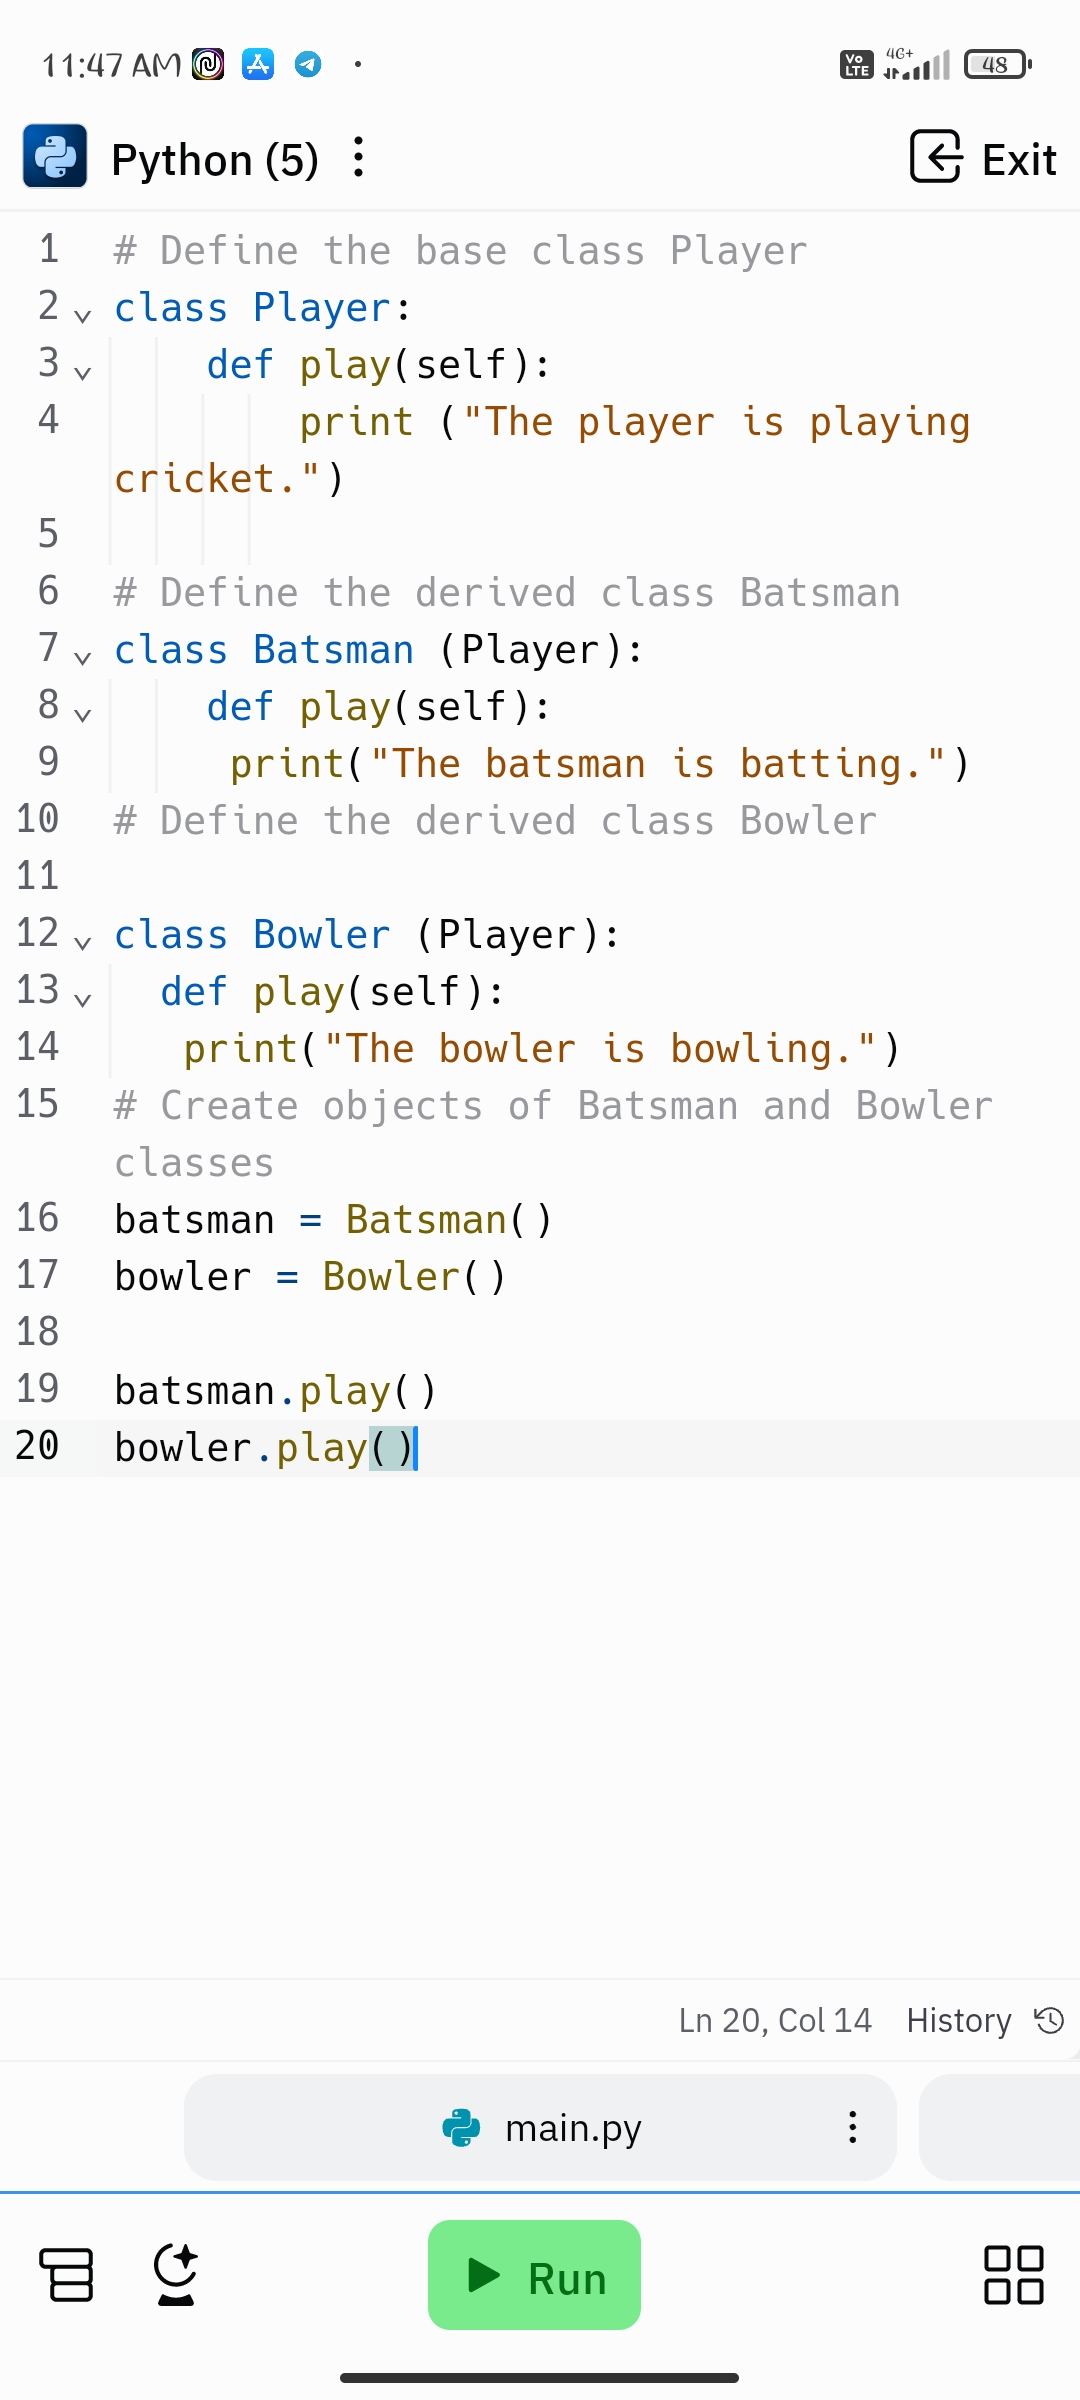 11:47 AM
Vo LTE 4G+ 48
Python (5) Exit
1 # Define the base class Player
2 class Player:
3     def play(self):
4         print ("The player is playing
cricket.")
5
6 # Define the derived class Batsman
7 class Batsman (Player):
8     def play(self):
9      print("The batsman is batting.")
10 # Define the derived class Bowler
11
12 class Bowler (Player):
13   def play(self):
14    print("The bowler is bowling.")
15 # Create objects of Batsman and Bowler
classes
16 batsman = Batsman()
17 bowler = Bowler()
18
19 batsman.play()
20 bowler.play()
Ln 20, Col 14 History
main.py
Run